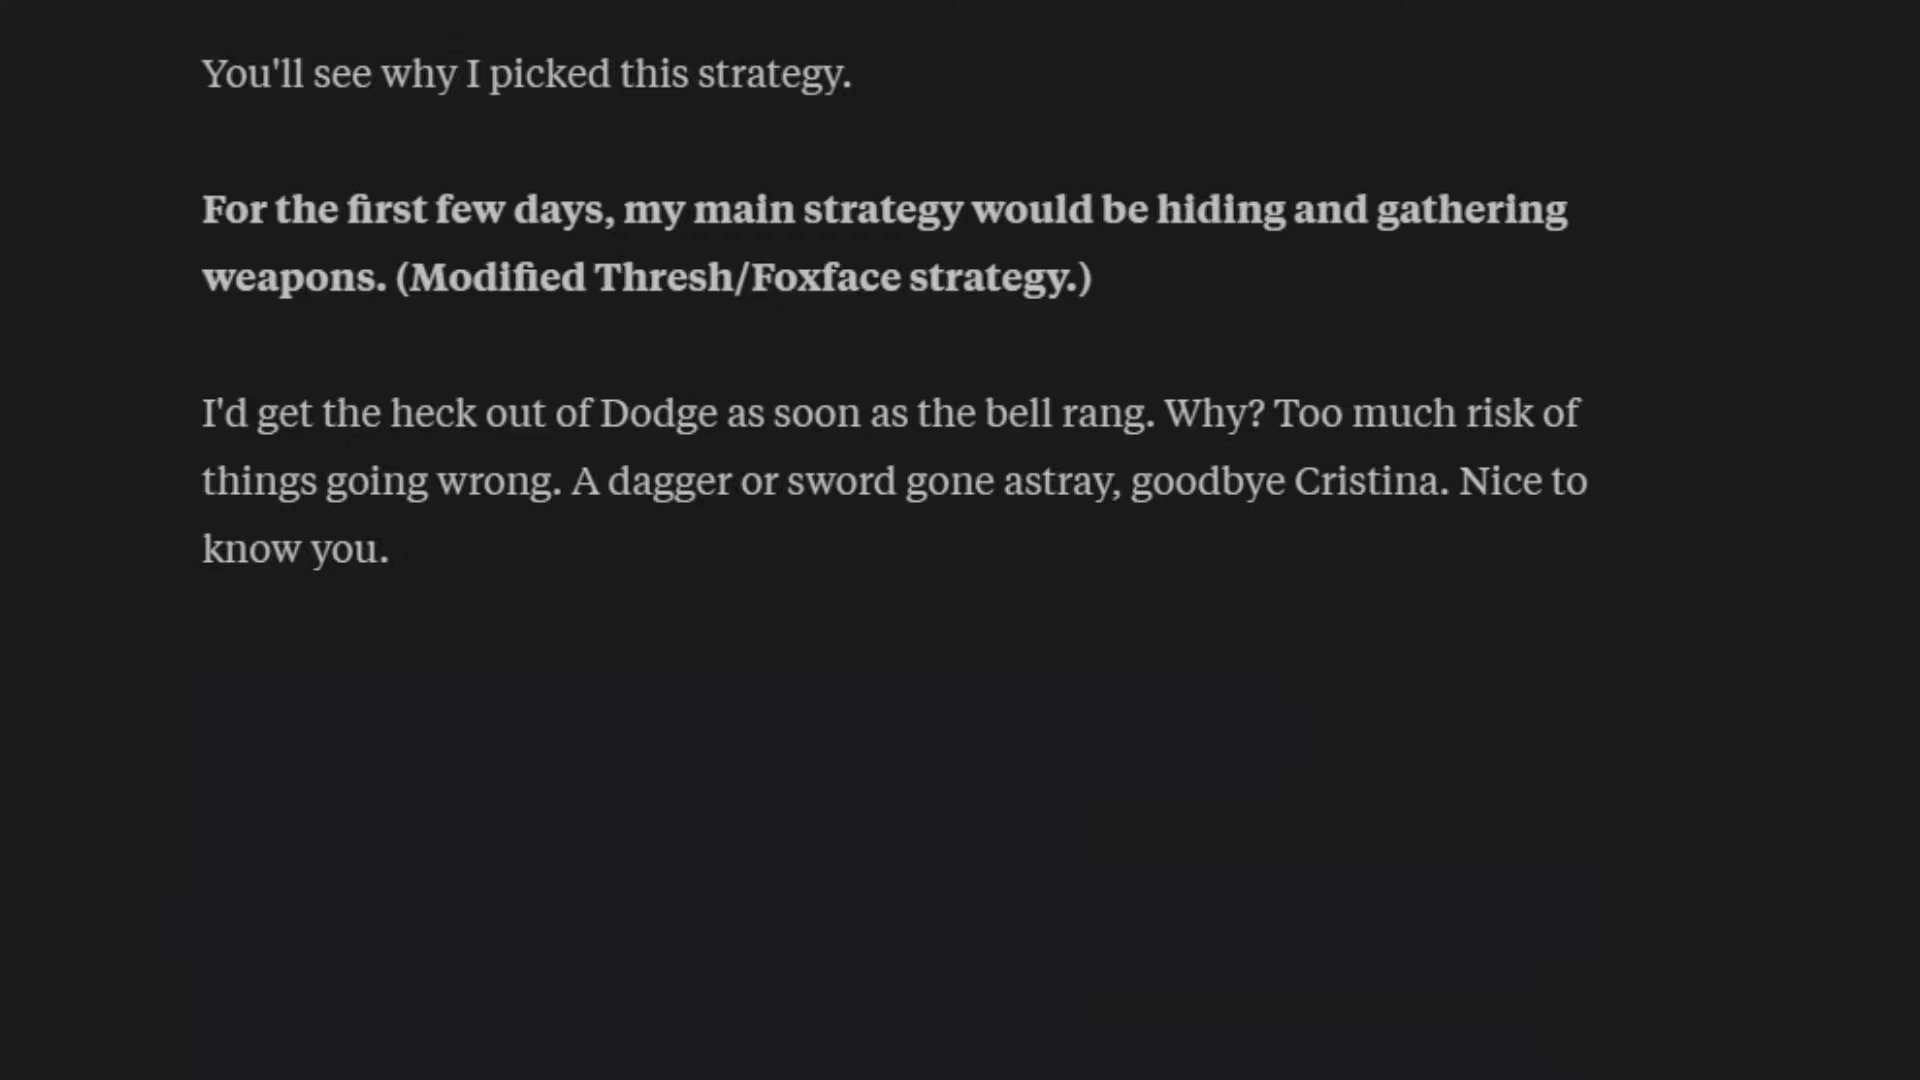 You'll see why I picked this strategy.
For the first few days, my main strategy would be hiding and gathering
weapons. (Modified Thresh/Foxface strategy.)
I'd get the heck out of Dodge as soon as the bell rang. Why? Too much risk of
things going wrong. A dagger or sword gone astray, goodbye Cristina. Nice to
know you.